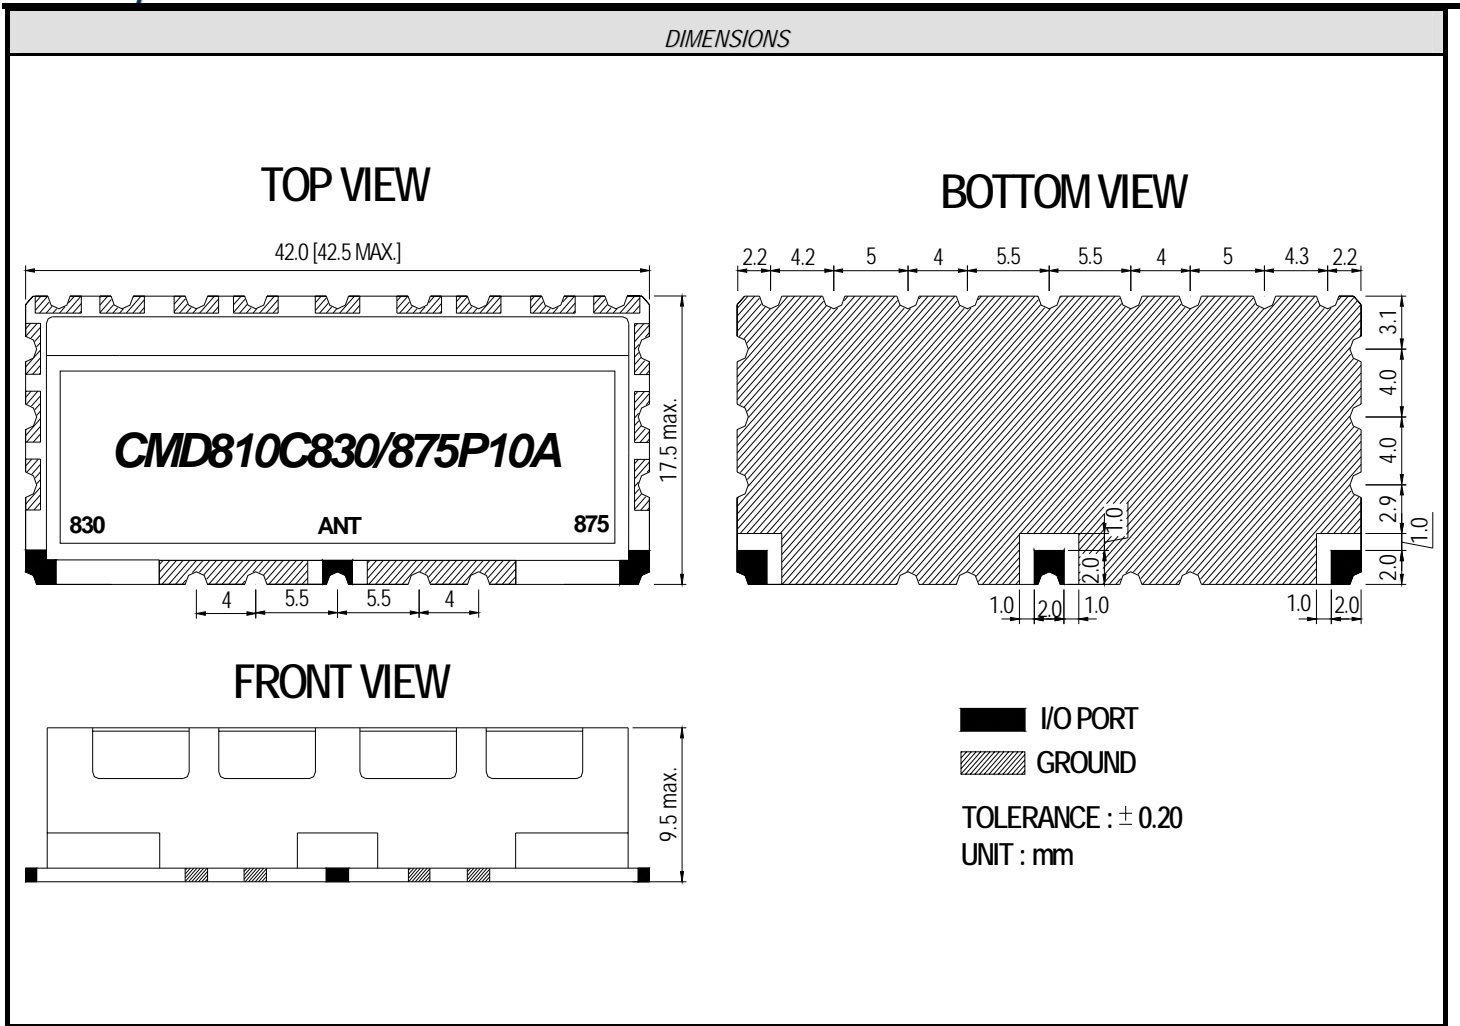 DIMENSIONS
TOP VIEW
42.0 [42.5 MAX.]
17.5 max.
CMD810C830/875P10A
830 ANT 875
4 5.5 5.5 4
BOTTOM VIEW
2.2 4.2 5 4 5.5 5.5 4 5 4.3 2.2
3.1
4.0
4.0
2.9
1.0
2.0
1.0
2.0
1.0 2.0 1.0 1.0 2.0
FRONT VIEW
9.5 max.
I/O PORT
GROUND
TOLERANCE : ± 0.20
UNIT : mm